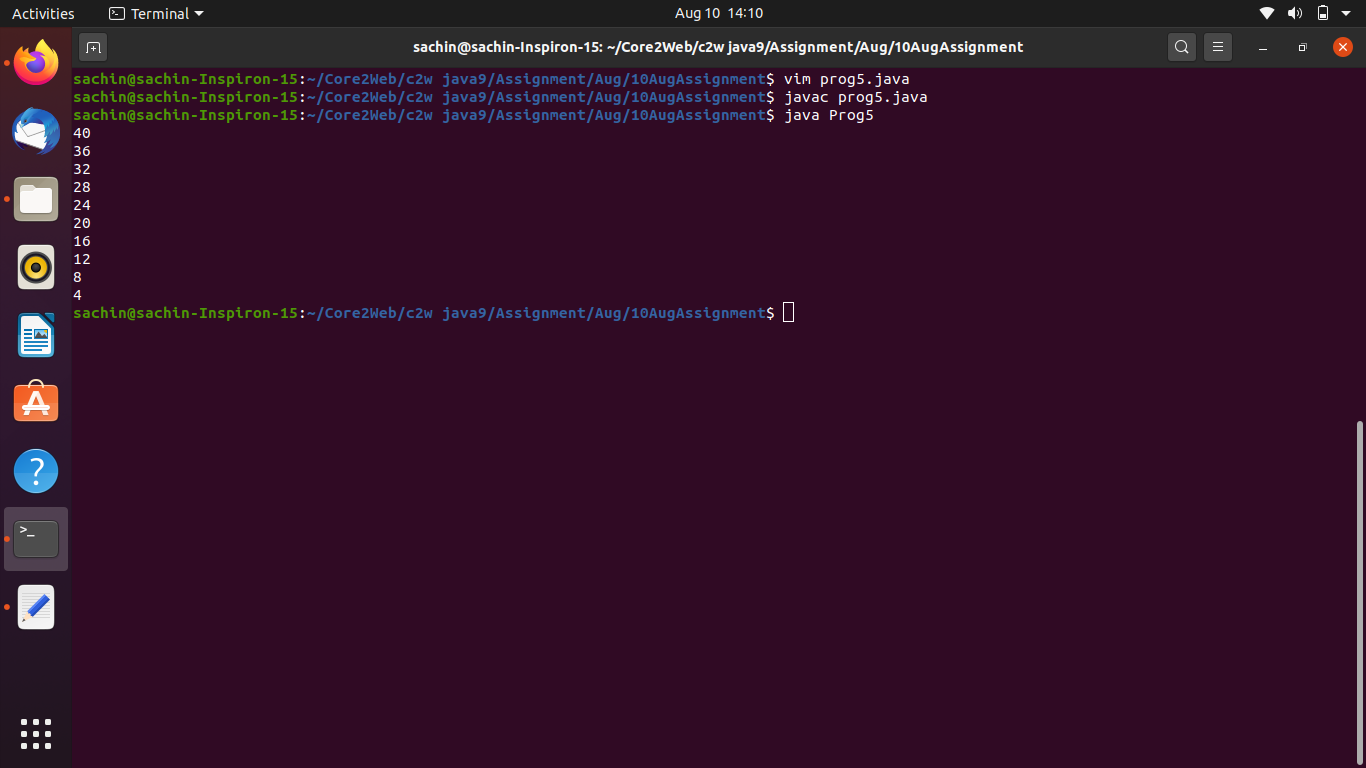 Activities
Terminal
Aug 10 14:10
sachin@sachin-Inspiron-15: ~/Core2Web/c2w java9/Assignment/Aug/10AugAssignment
sachin@sachin-Inspiron-15:~/Core2Web/c2w java9/Assignment/Aug/10AugAssignment$ vim prog5.java
sachin@sachin-Inspiron-15:~/Core2Web/c2w java9/Assignment/Aug/10AugAssignment$ javac prog5.java
sachin@sachin-Inspiron-15:~/Core2Web/c2w java9/Assignment/Aug/10AugAssignment$ java Prog5
40
36
32
28
24
20
16
12
8
4
sachin@sachin-Inspiron-15:~/Core2Web/c2w java9/Assignment/Aug/10AugAssignment$